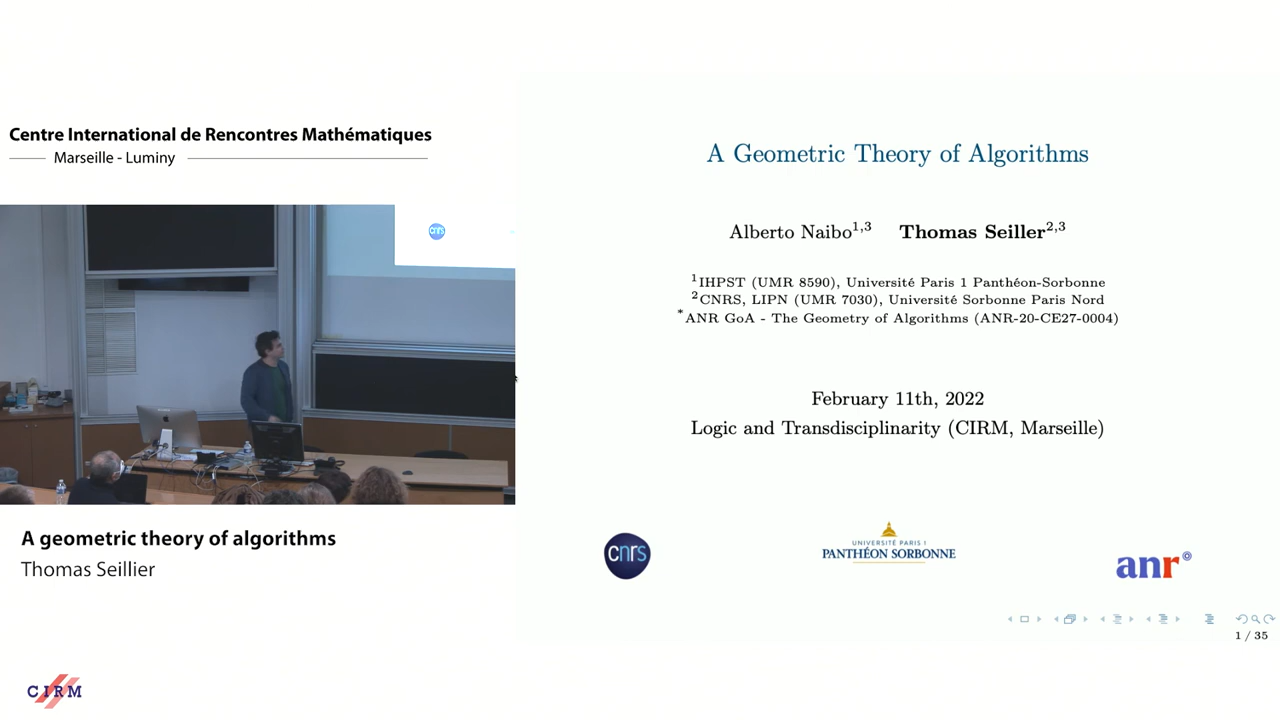 Centre International de Rencontres Mathématiques
Marseille - Luminy
A Geometric Theory of Algorithms
Alberto Naibo1,3 Thomas Seiller2,3
1IHPST (UMR 8590), Université Paris 1 Panthéon-Sorbonne
2CNRS, LIPN (UMR 7030), Université Sorbonne Paris Nord
*ANR GoA - The Geometry of Algorithms (ANR-20-CE27-0004)
February 11th, 2022
Logic and Transdisciplinarity (CIRM, Marseille)
cnrs
A geometric theory of algorithms
Thomas Seillier
cnrs
UNIVERSITÉ PARIS 1
PANTHÉON SORBONNE
anr
1 / 35
CIRM